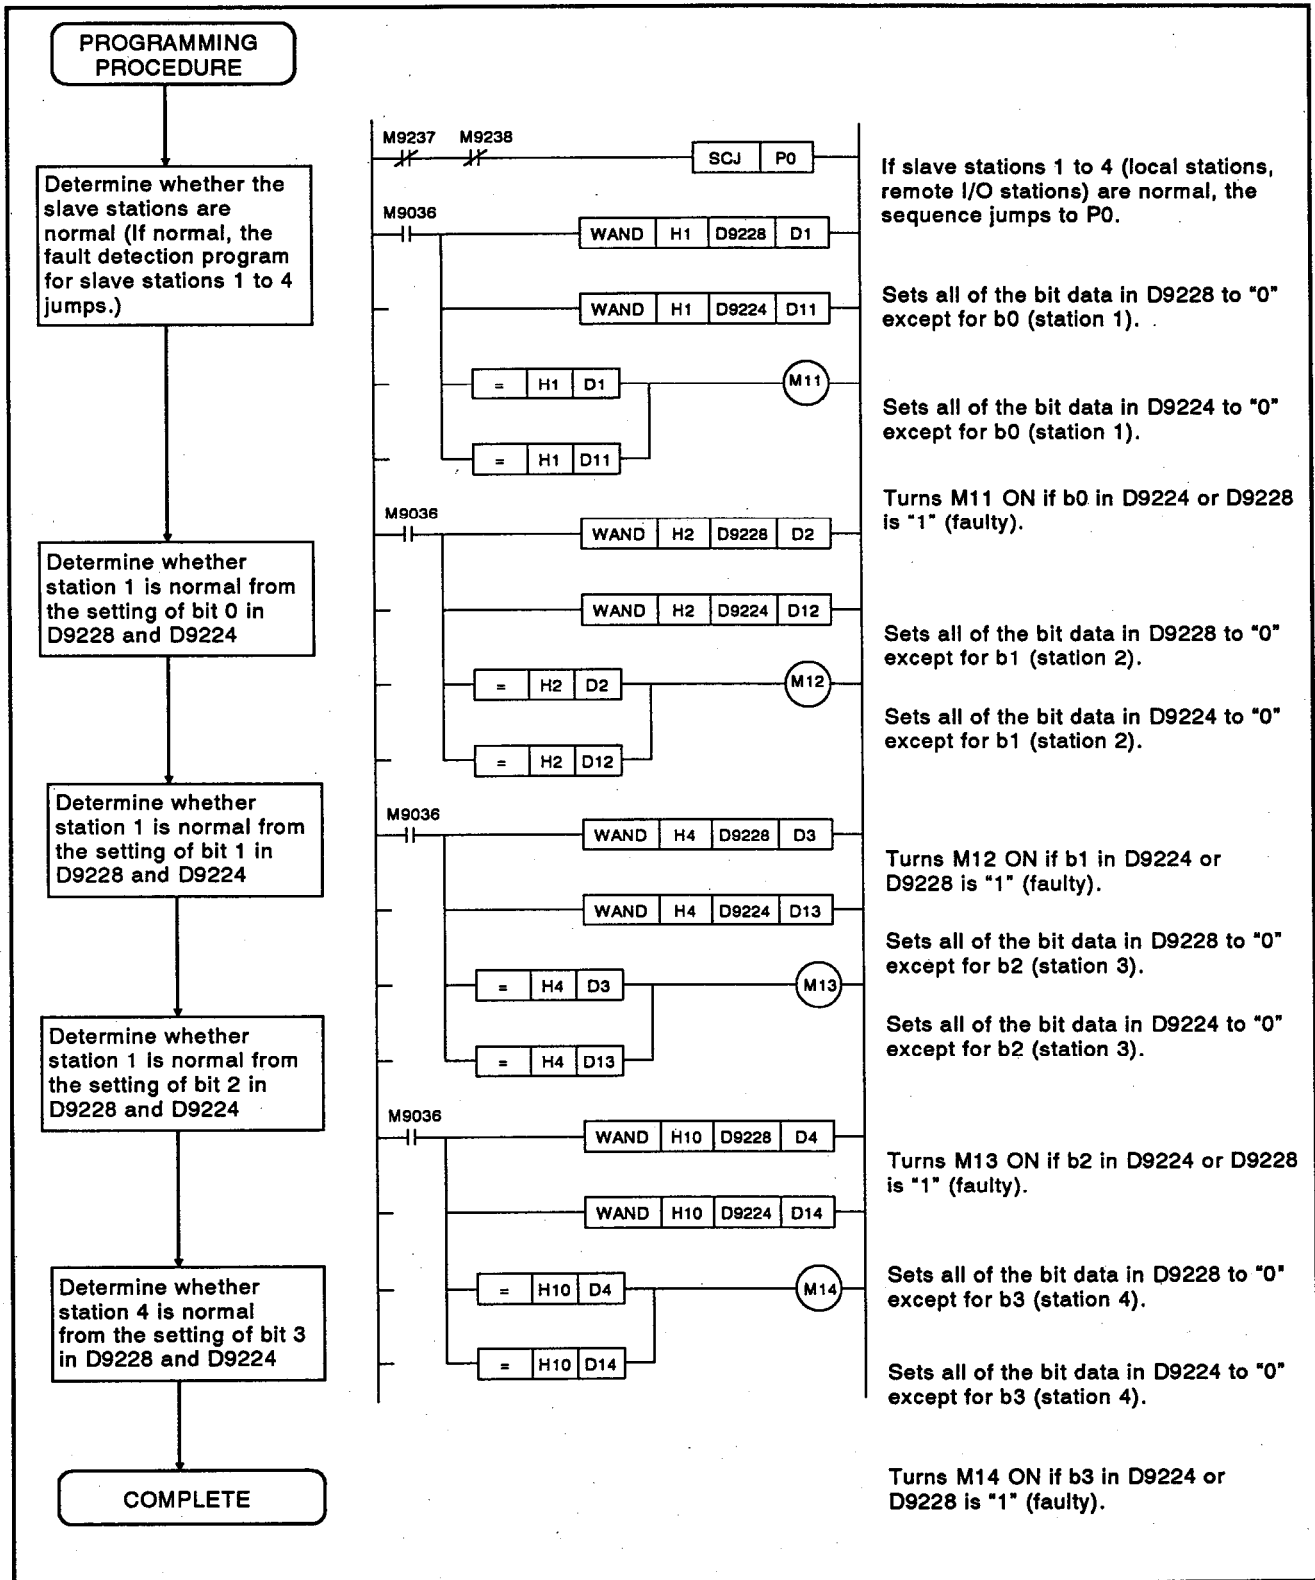 PROGRAMMING
PROCEDURE
Determine whether the
slave stations are
normal (If normal, the
fault detection program
for slave stations 1 to 4
jumps.)
Determine whether
station 1 is normal from
the setting of bit 0 in
D9228 and D9224
Determine whether
station 1 is normal from
the setting of bit 1 in
D9228 and D9224
Determine whether
station 1 is normal from
the setting of bit 2 in
D9228 and D9224
Determine whether
station 4 is normal
from the setting of bit 3
in D9228 and D9224
COMPLETE
M9237 M9238
SCJ P0
M9036
WAND H1 D9228 D1
WAND H1 D9224 D11
= H1 D1 M11
= H1 D11
M9036
WAND H2 D9228 D2
WAND H2 D9224 D12
= H2 D2 M12
= H2 D12
M9036
WAND H4 D9228 D3
WAND H4 D9224 D13
= H4 D3 M13
= H4 D13
M9036
WAND H10 D9228 D4
WAND H10 D9224 D14
= H10 D4 M14
= H10 D14
If slave stations 1 to 4 (local stations,
remote I/O stations) are normal, the
sequence jumps to P0.
Sets all of the bit data in D9228 to "0"
except for b0 (station 1).
Sets all of the bit data in D9224 to "0"
except for b0 (station 1).
Turns M11 ON if b0 in D9224 or D9228
is "1" (faulty).
Sets all of the bit data in D9228 to "0"
except for b1 (station 2).
Sets all of the bit data in D9224 to "0"
except for b1 (station 2).
Turns M12 ON if b1 in D9224 or
D9228 is "1" (faulty).
Sets all of the bit data in D9228 to "0"
except for b2 (station 3).
Sets all of the bit data in D9224 to "0"
except for b2 (station 3).
Turns M13 ON if b2 in D9224 or D9228
is "1" (faulty).
Sets all of the bit data in D9228 to "0"
except for b3 (station 4).
Sets all of the bit data in D9224 to "0"
except for b3 (station 4).
Turns M14 ON if b3 in D9224 or
D9228 is "1" (faulty).